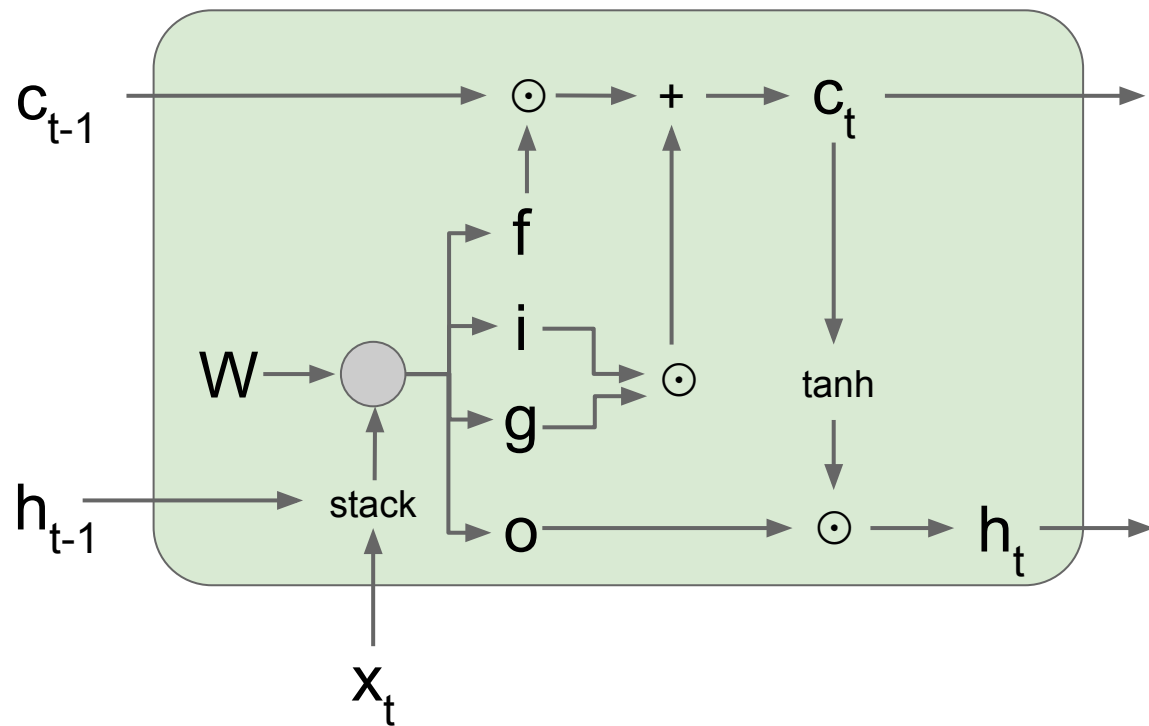 c_{t-1} ⊙ + c_t
f
i
W ⊙ tanh
g
h_{t-1} stack o ⊙ h_t
x_t